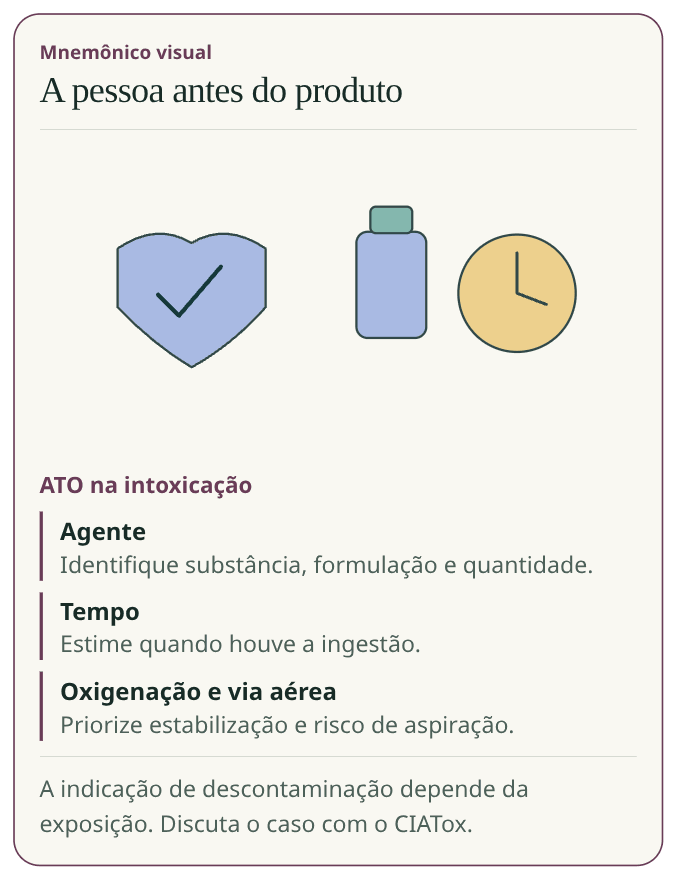 Mnemônico visual
A pessoa antes do produto
ATO na intoxicação
Agente
Identifique substância, formulação e quantidade.
Tempo
Estime quando houve a ingestão.
Oxigenação e via aérea
Priorize estabilização e risco de aspiração.
A indicação de descontaminação depende da
exposição. Discuta o caso com o CIATox.